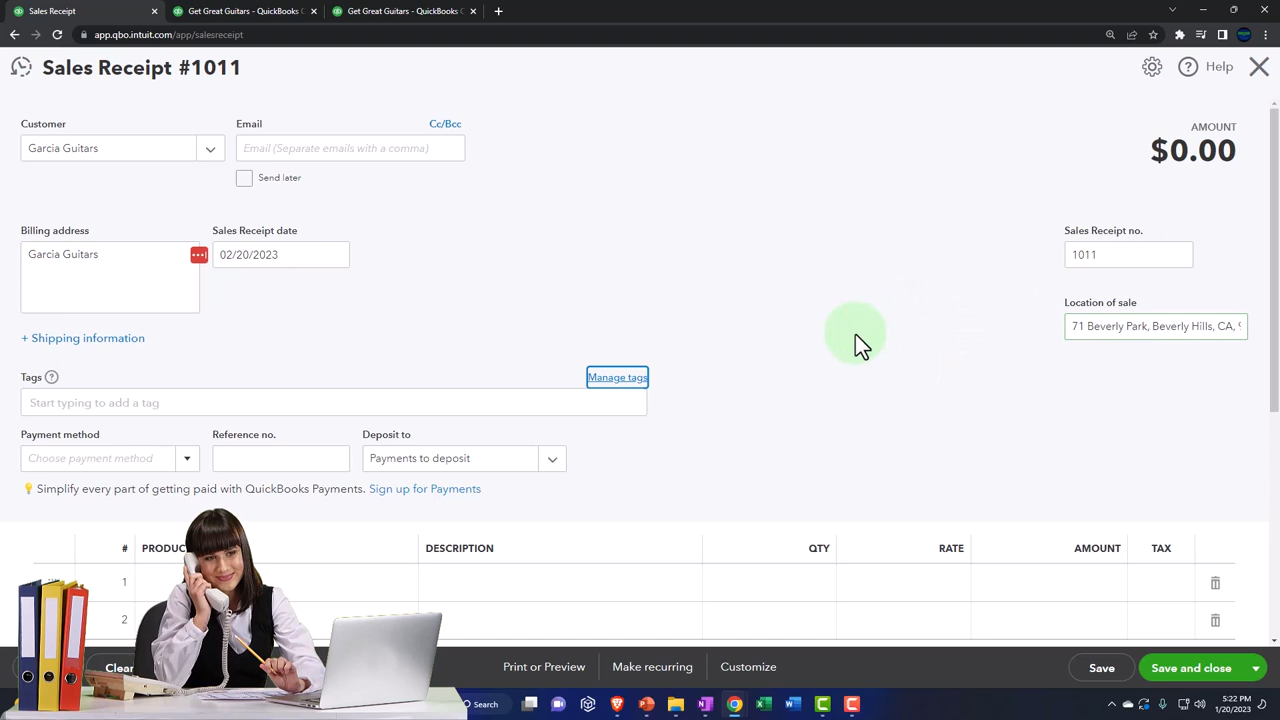 Sales Receipt
Get Great Guitars - QuickBooks C
Get Great Guitars - QuickBooks C
app.qbo.intuit.com/app/salesreceipt
Sales Receipt #1011
Help
Customer
Email
Cc/Bcc
AMOUNT
Garcia Guitars
Email (Separate emails with a comma)
$0.00
Send later
Billing address
Sales Receipt date
Sales Receipt no.
Garcia Guitars
02/20/2023
1011
Location of sale
71 Beverly Park, Beverly Hills, CA,
+ Shipping information
Tags
Manage tags
Start typing to add a tag
Payment method
Reference no.
Deposit to
Choose payment method
Payments to deposit
Simplify every part of getting paid with QuickBooks Payments. Sign up for Payments
# PRODUC DESCRIPTION QTY RATE AMOUNT TAX
1
2
Clear
Print or Preview
Make recurring
Customize
Save
Save and close
Search
5:22 PM
1/20/2023